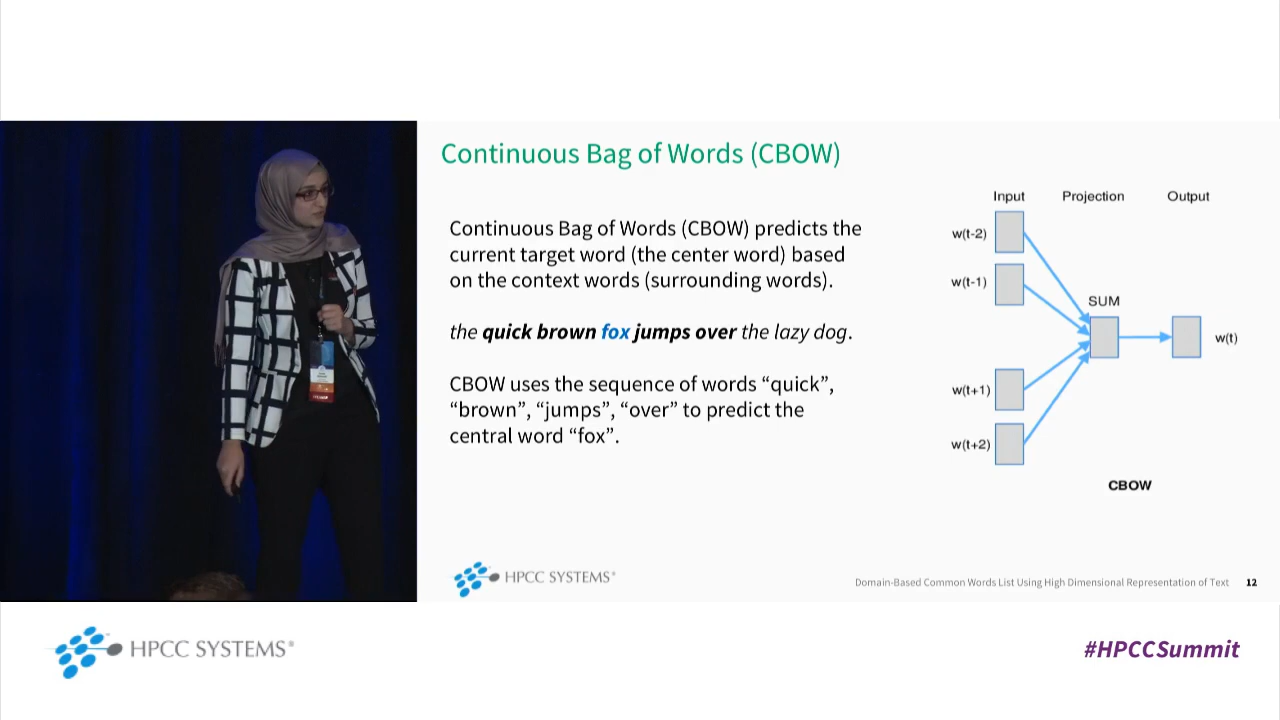 Continuous Bag of Words (CBOW)
Continuous Bag of Words (CBOW) predicts the
current target word (the center word) based
on the context words (surrounding words).
the quick brown fox jumps over the lazy dog.
CBOW uses the sequence of words “quick”,
“brown”, “jumps”, “over” to predict the
central word “fox”.
Input Projection Output
w(t-2)
w(t-1)
SUM
w(t)
w(t+1)
w(t+2)
CBOW
HPCC SYSTEMS®
Domain-Based Common Words List Using High Dimensional Representation of Text 12
HPCC SYSTEMS®
#HPCCSummit